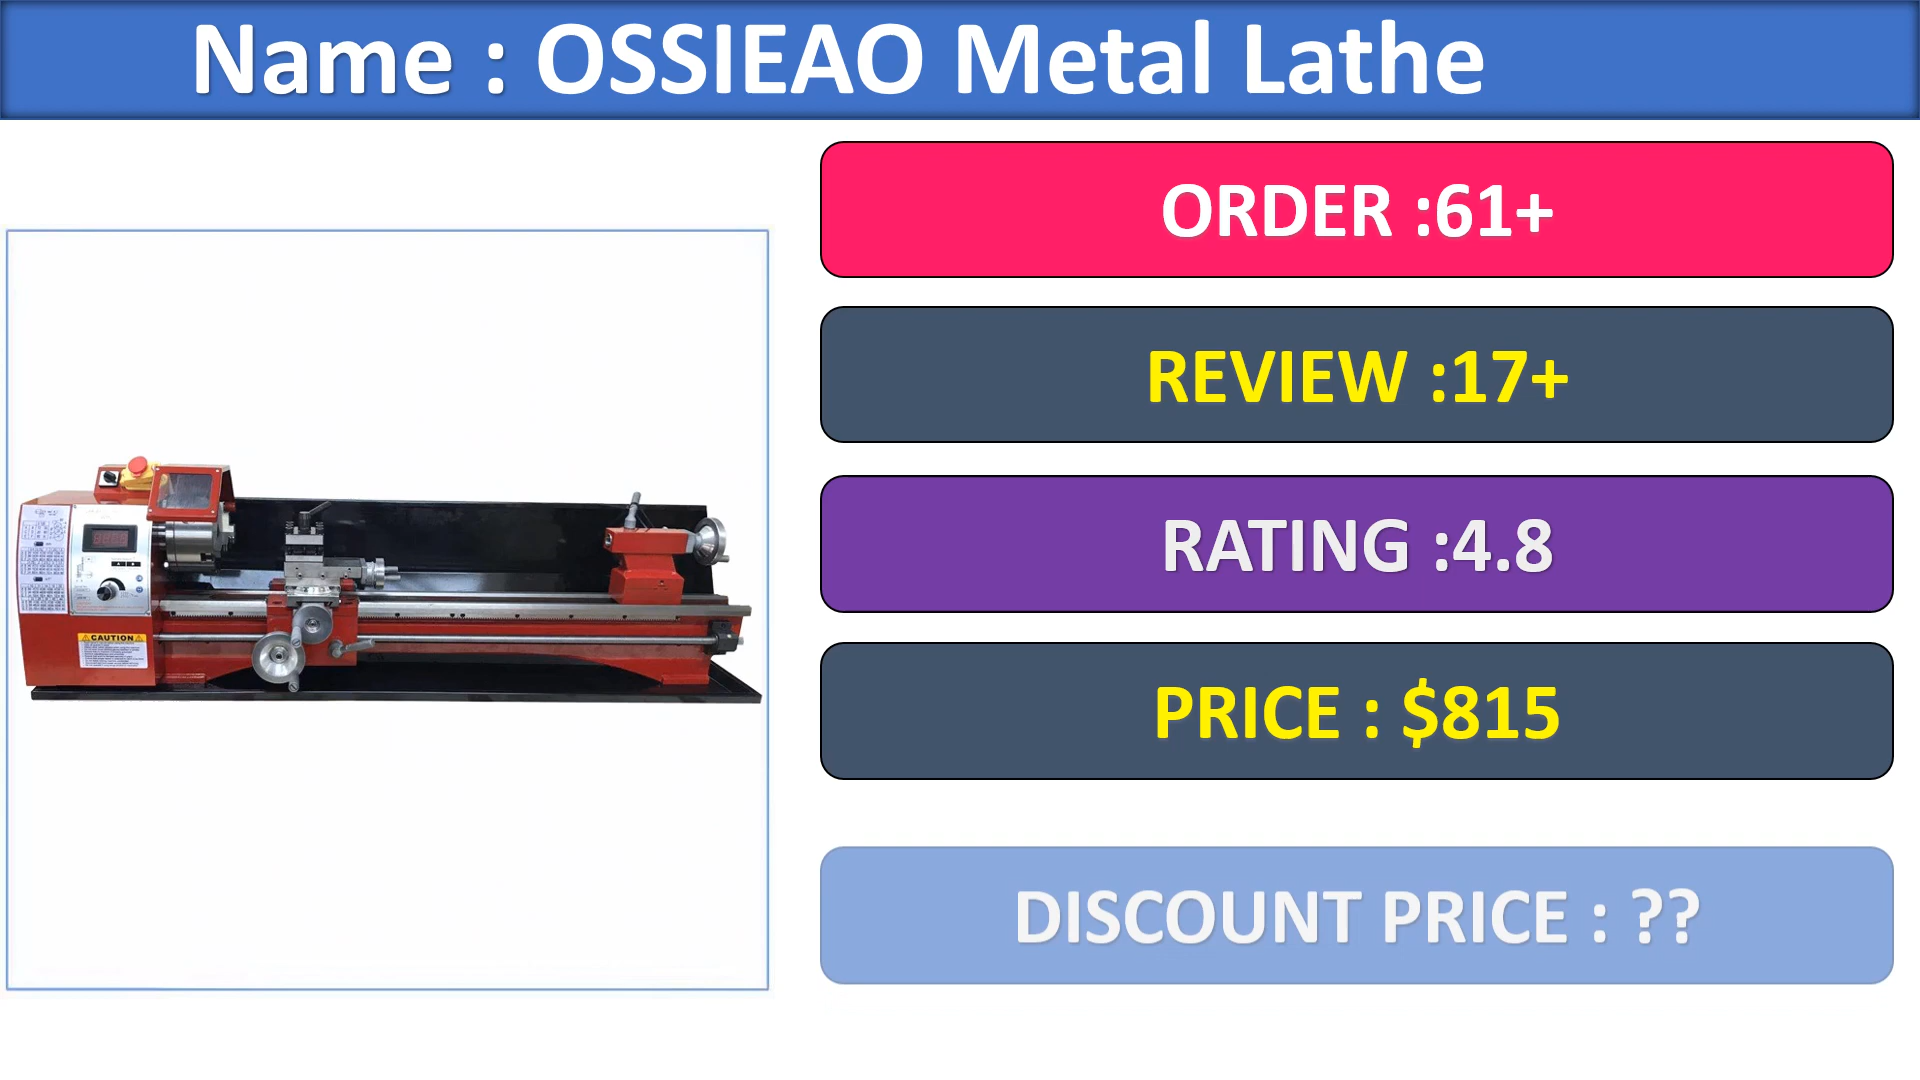 Name : OSSIEAO Metal Lathe
ORDER :61+
REVIEW :17+
RATING :4.8
PRICE : $815
DISCOUNT PRICE : ??
CAUTION